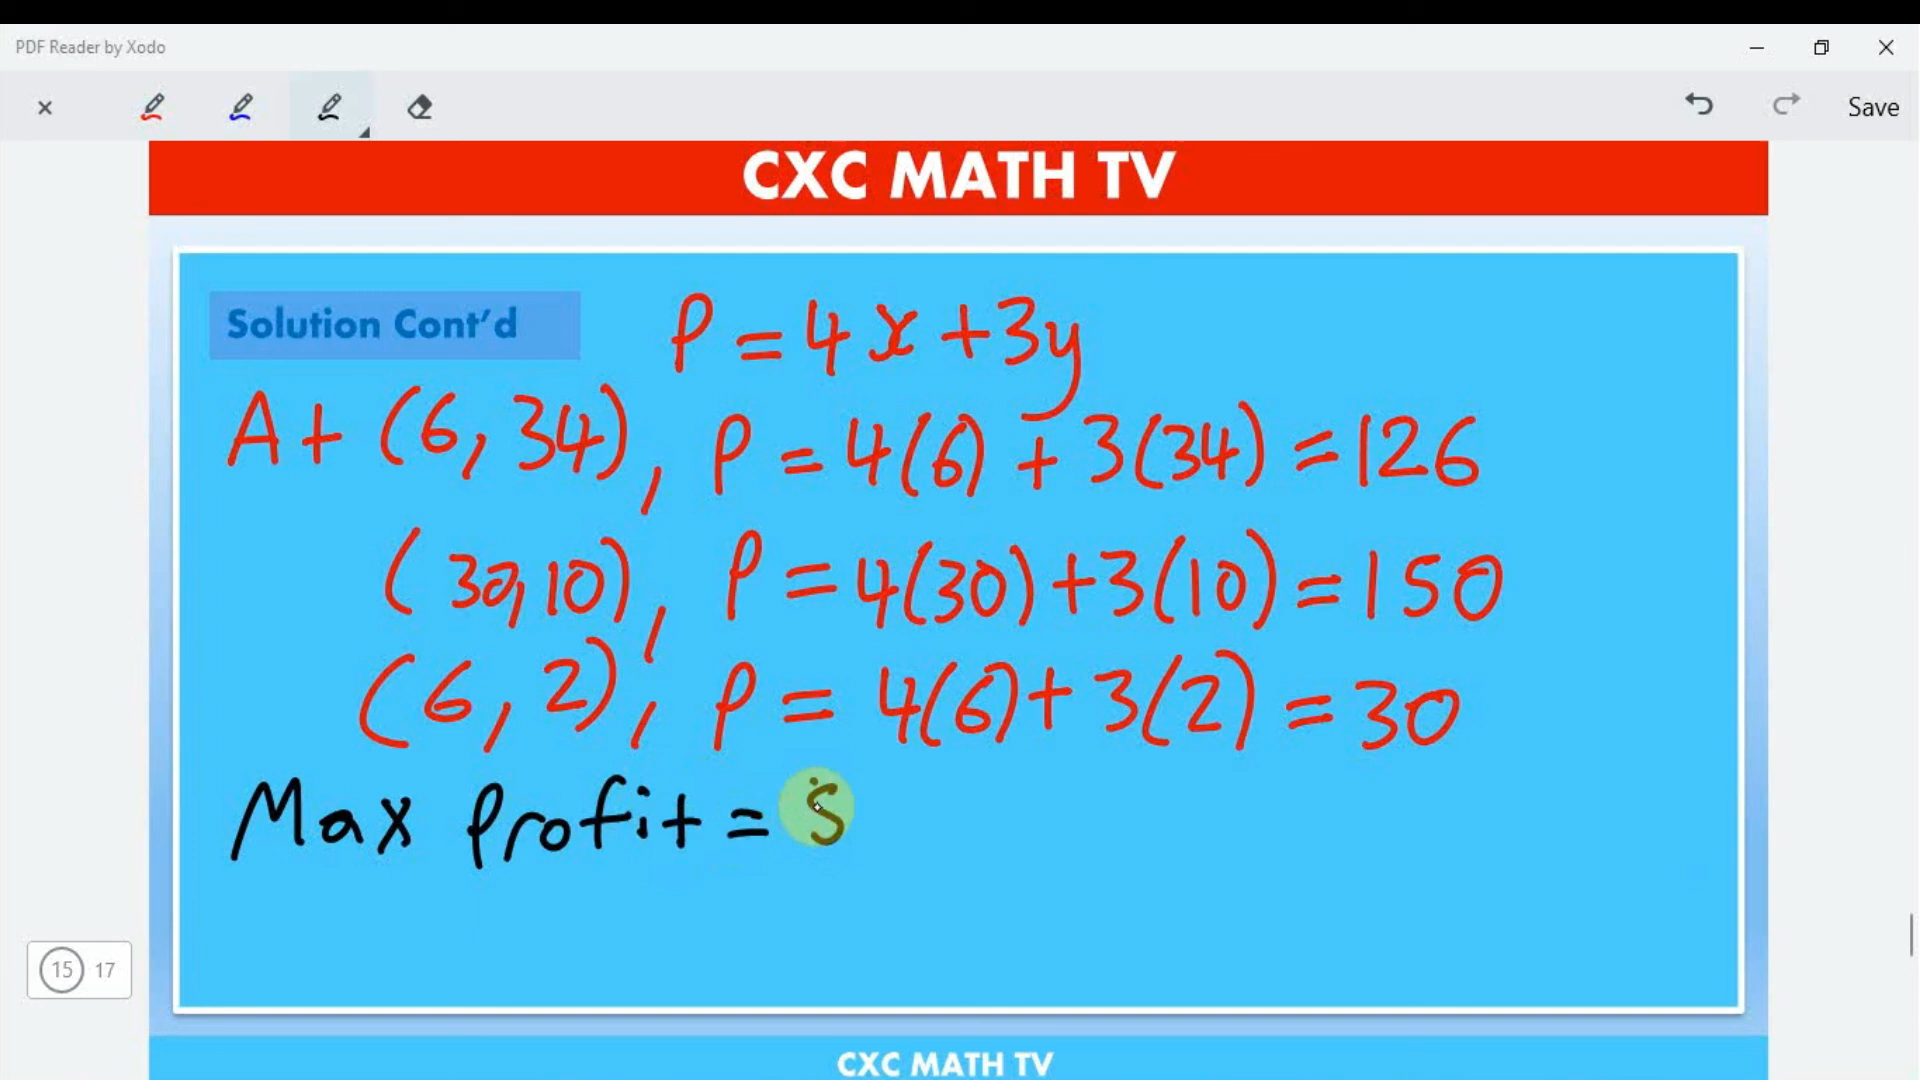 PDF Reader by Xodo
Save
CXC MATH TV
Solution Cont'd
P = 4x + 3y
A+ (6, 34), P = 4(6) + 3(34) = 126
(30,10), P = 4(30) + 3(10) = 150
(6, 2), P = 4(6) + 3(2) = 30
Max Profit = S
15 17
CXC MATH TV